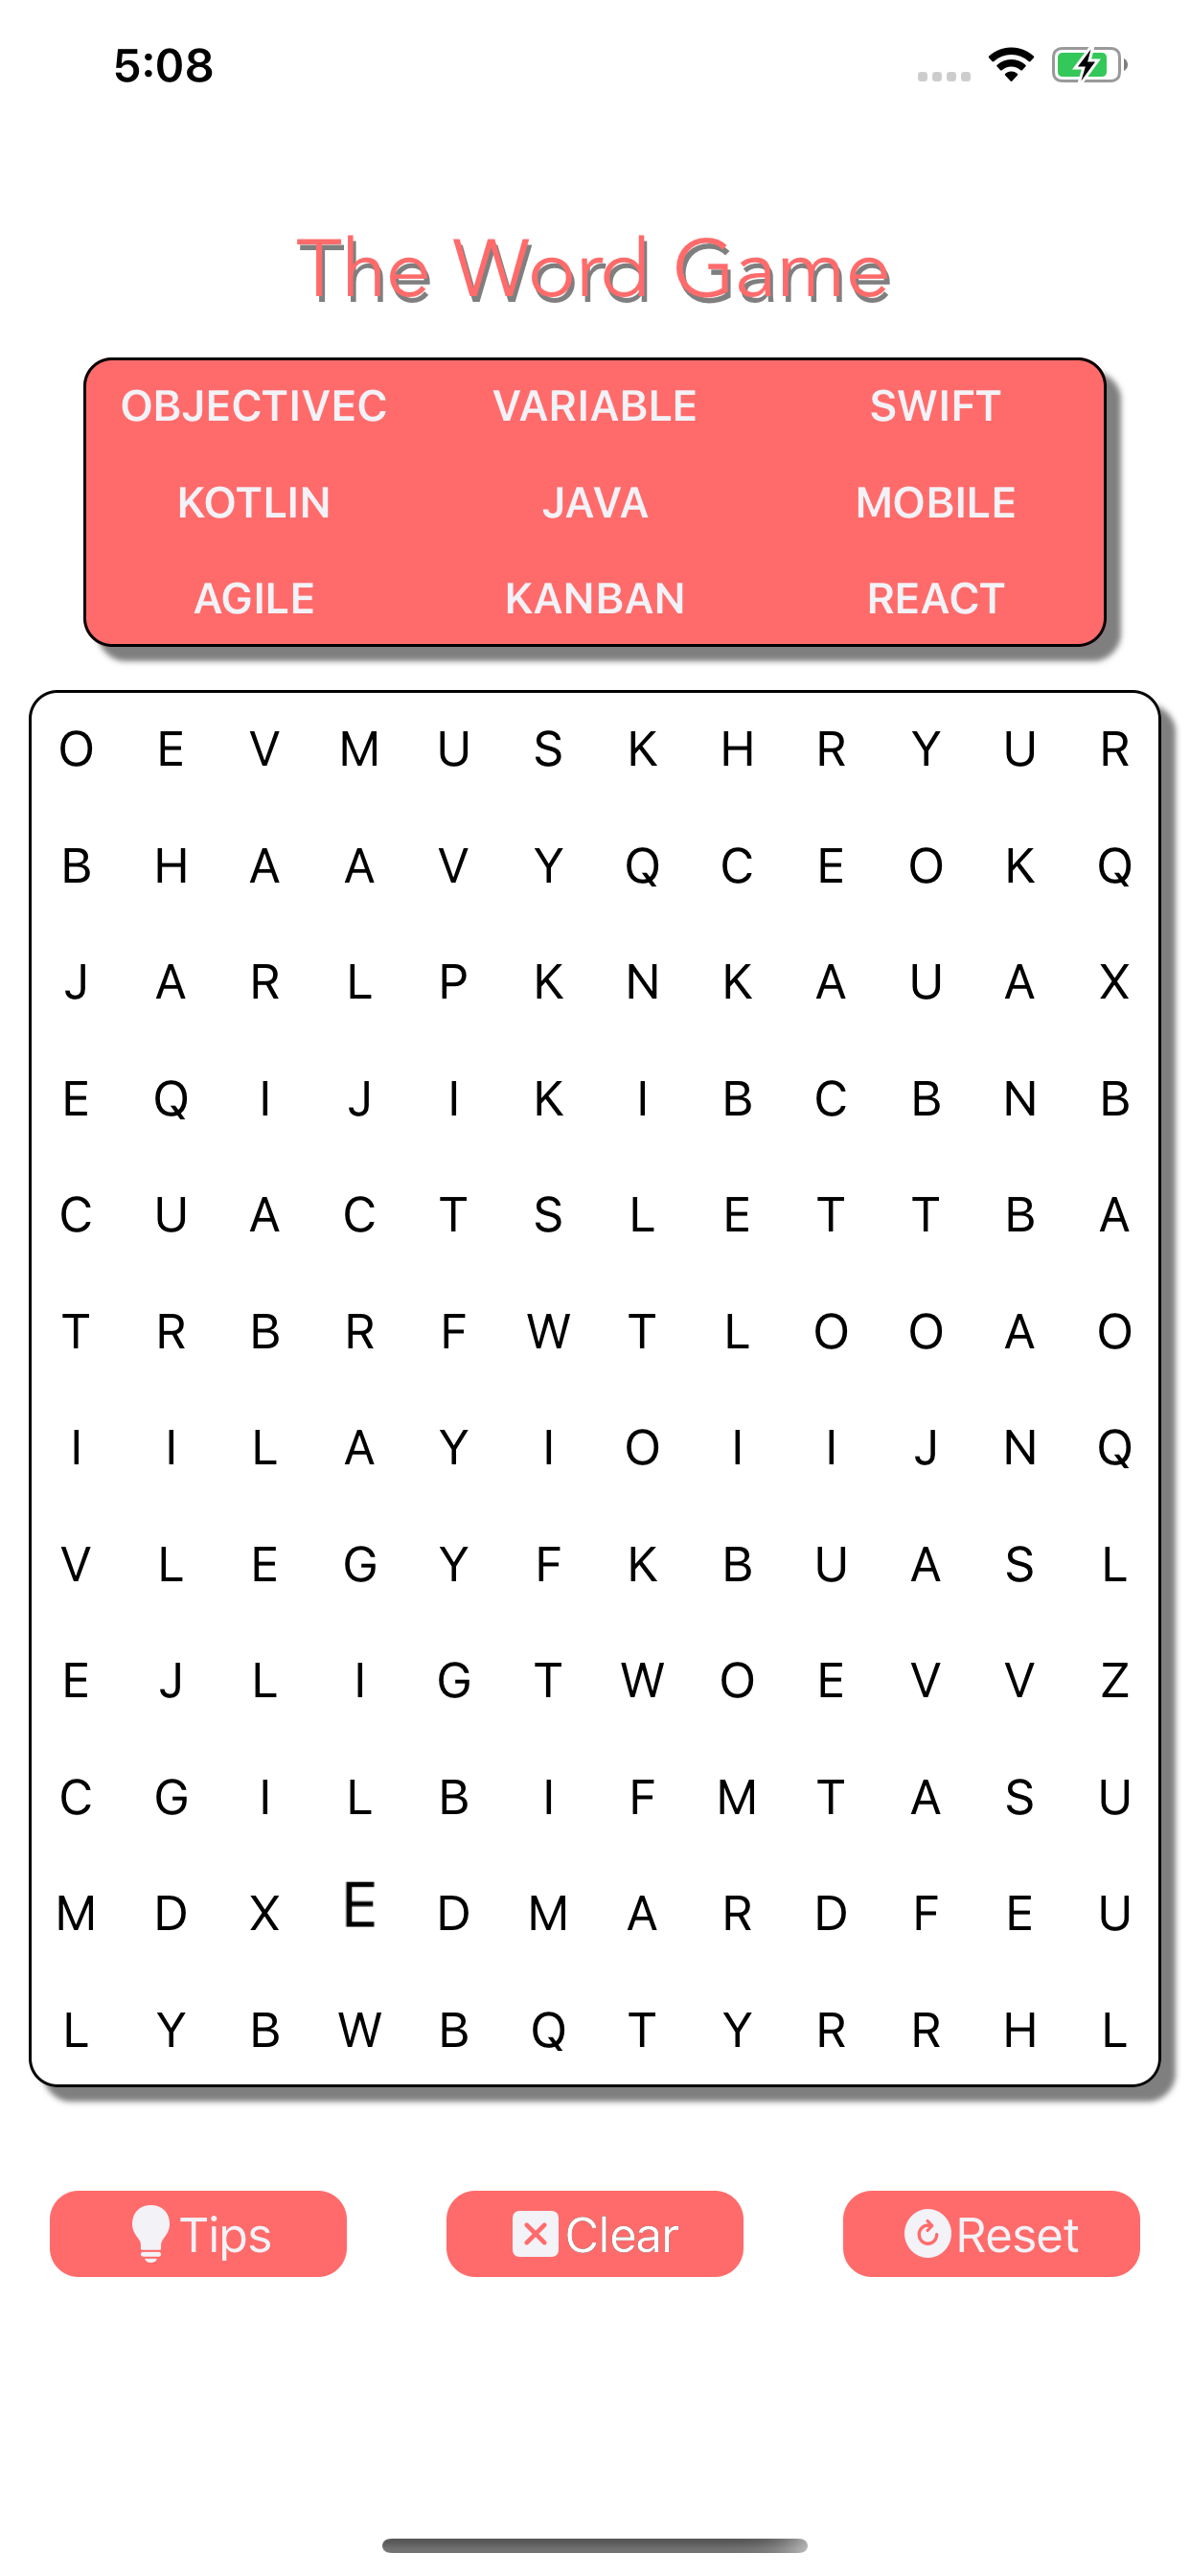 5:08
The Word Game
OBJECTIVEC VARIABLE SWIFT
KOTLIN JAVA MOBILE
AGILE KANBAN REACT
O E V M U S K H R Y U R
B H A A V Y Q C E O K Q
J A R L P K N K A U A X
E Q I J I K I B C B N B
C U A C T S L E T T B A
T R B R F W T L O O A O
I I L A Y I O I I J N Q
V L E G Y F K B U A S L
E J L I G T W O E V V Z
C G I L B I F M T A S U
M D X E D M A R D F E U
L Y B W B Q T Y R R H L
Tips Clear Reset